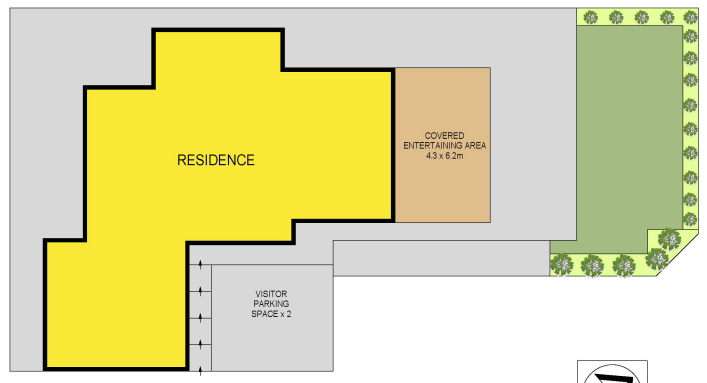 RESIDENCE
COVERED
ENTERTAINING AREA
4.3 x 6.2m
VISITOR
PARKING
SPACE x 2